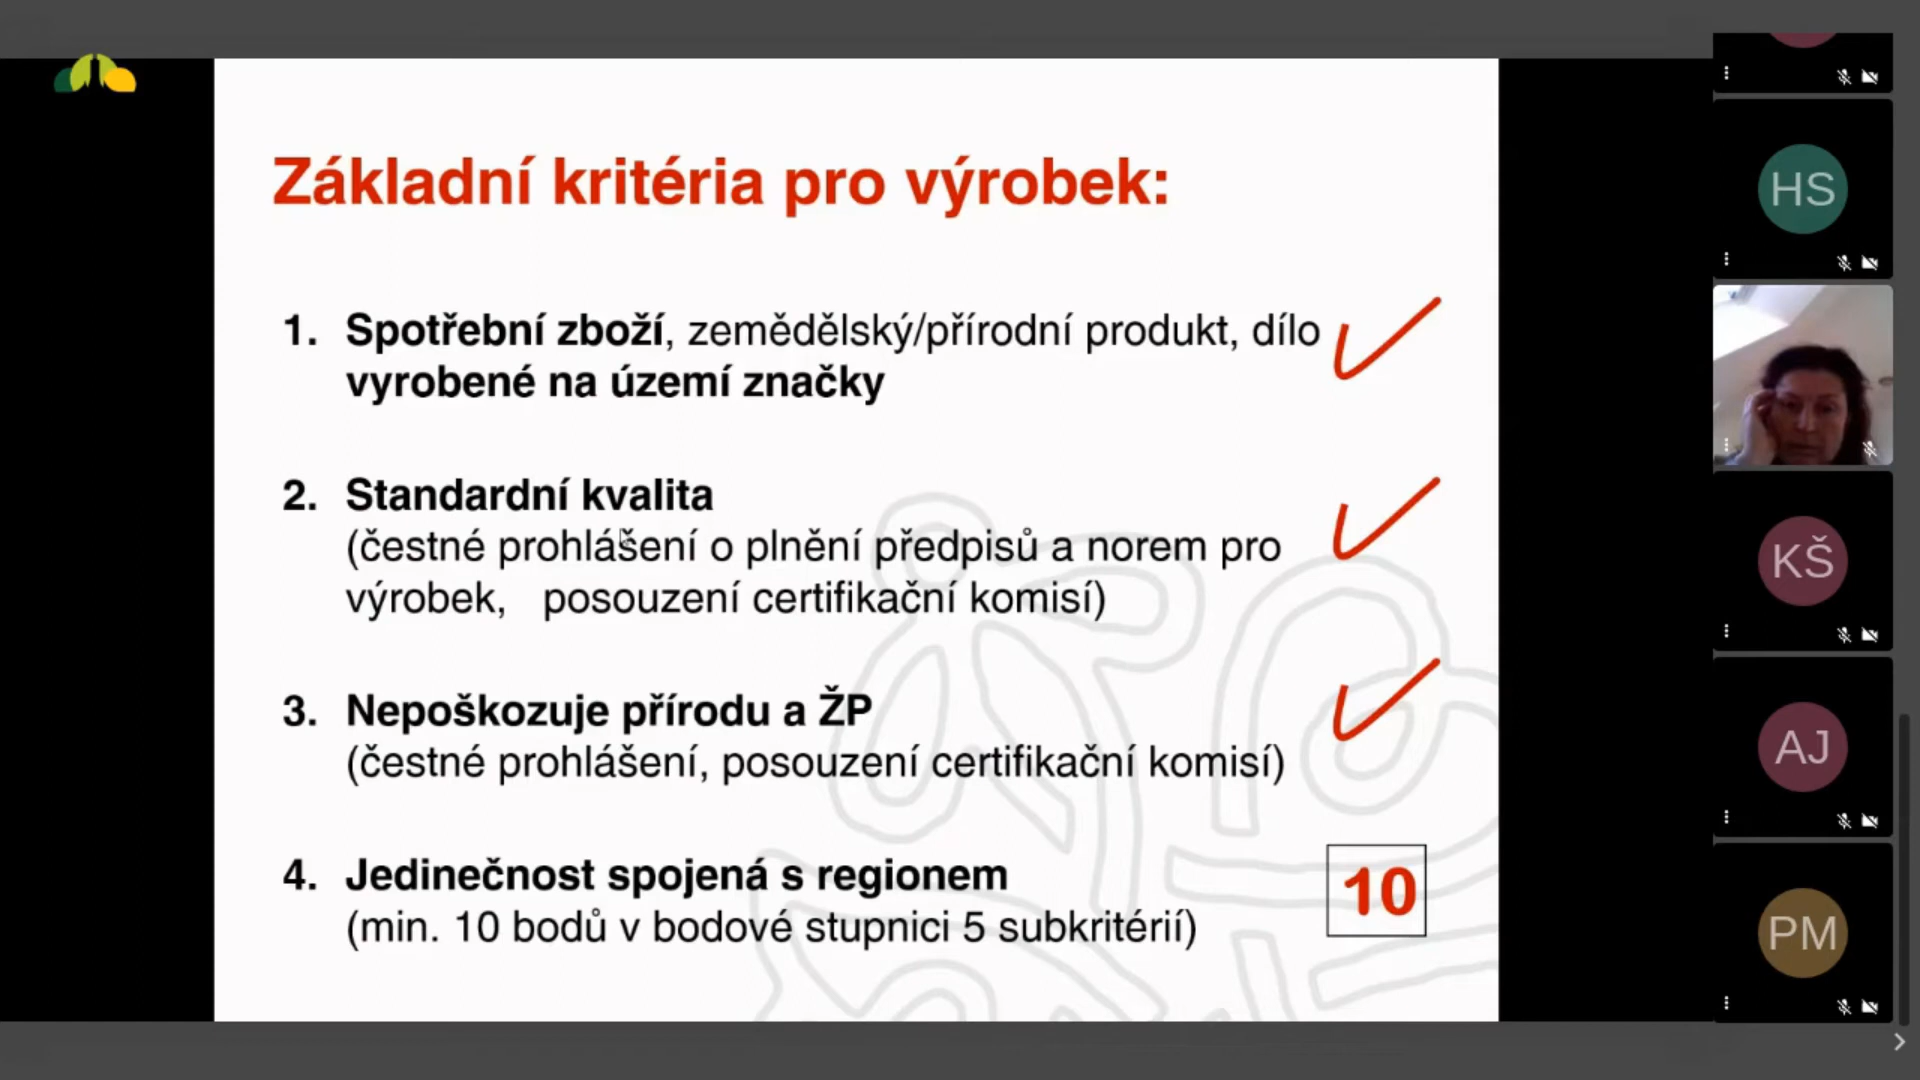 Základní kritéria pro výrobek:
1. Spotřební zboží, zemědělský/přírodní produkt, dílo
vyrobené na území značky
2. Standardní kvalita
(čestné prohlášení o plnění předpisů a norem pro
výrobek, posouzení certifikační komisí)
3. Nepoškozuje přírodu a ŽP
(čestné prohlášení, posouzení certifikační komisí)
4. Jedinečnost spojená s regionem
(min. 10 bodů v bodové stupnici 5 subkritérií)
10
HS
KŠ
AJ
PM